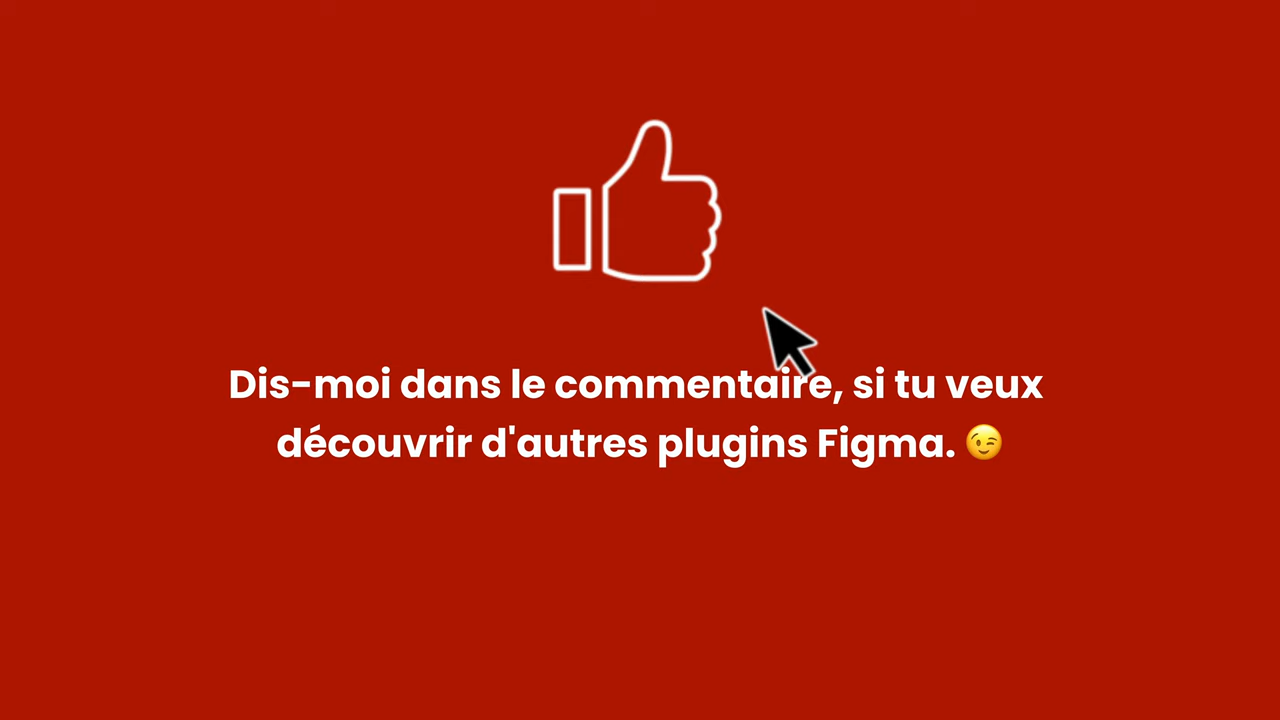 Dis-moi dans le commentaire, si tu veux
découvrir d'autres plugins Figma. 😉